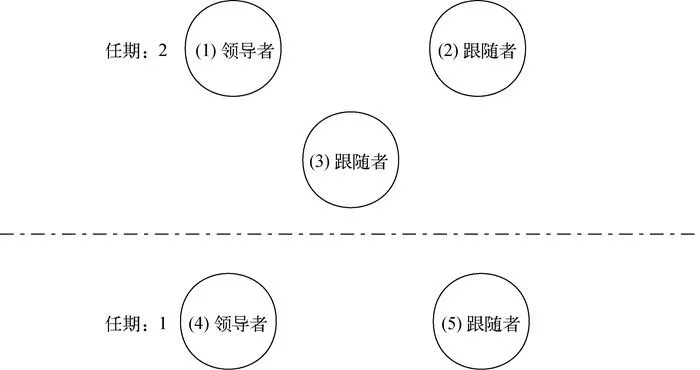 任期：2 (1) 领导者 (2) 跟随者
(3) 跟随者
任期：1 (4) 领导者 (5) 跟随者